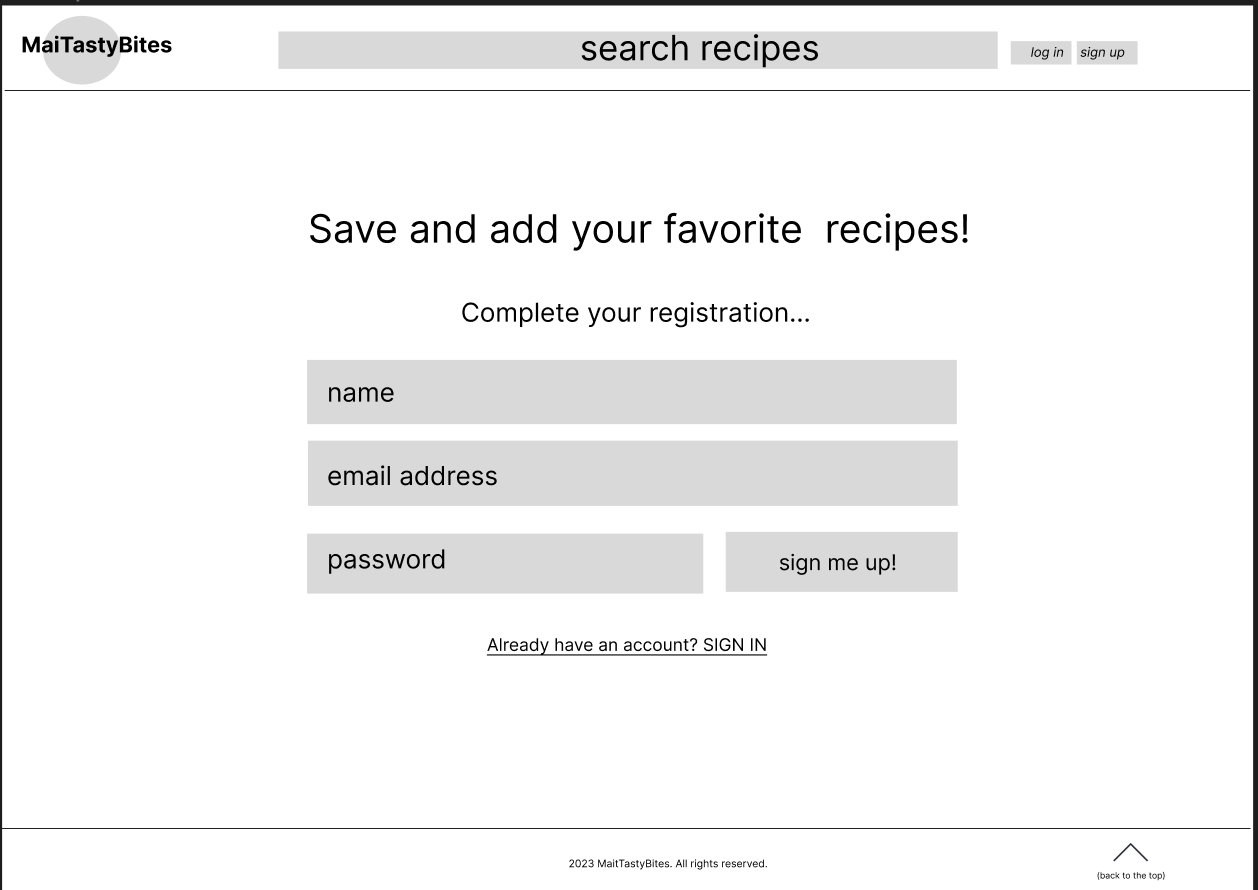 MaiTastyBites
search recipes
log in
sign up
Save and add your favorite  recipes!
Complete your registration...
name
email address
password
sign me up!
Already have an account? SIGN IN
2023 MaitTastyBites. All rights reserved.
(back to the top)